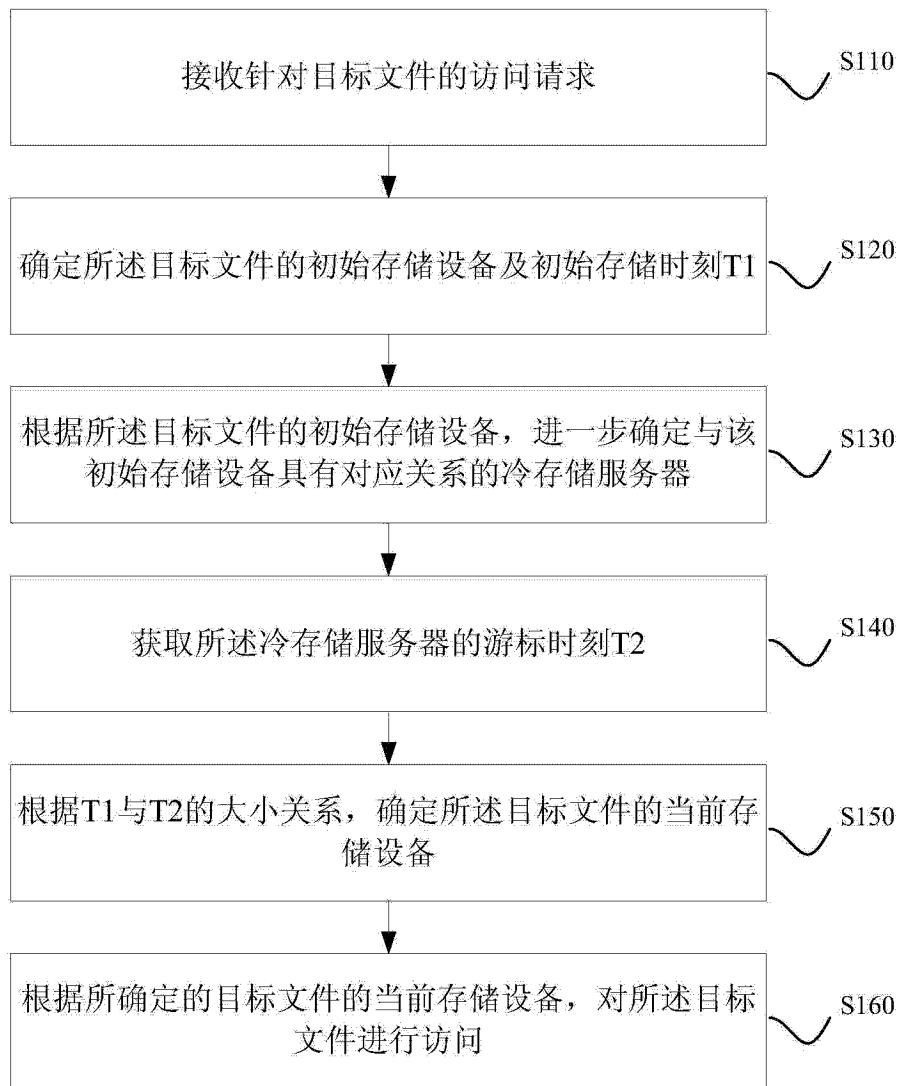 接收针对目标文件的访问请求
S110
确定所述目标文件的初始存储设备及初始存储时刻T1
S120
根据所述目标文件的初始存储设备，进一步确定与该
初始存储设备具有对应关系的冷存储服务器
S130
获取所述冷存储服务器的游标时刻T2
S140
根据T1与T2的大小关系，确定所述目标文件的当前存
储设备
S150
根据所确定的目标文件的当前存储设备，对所述目标
文件进行访问
S160